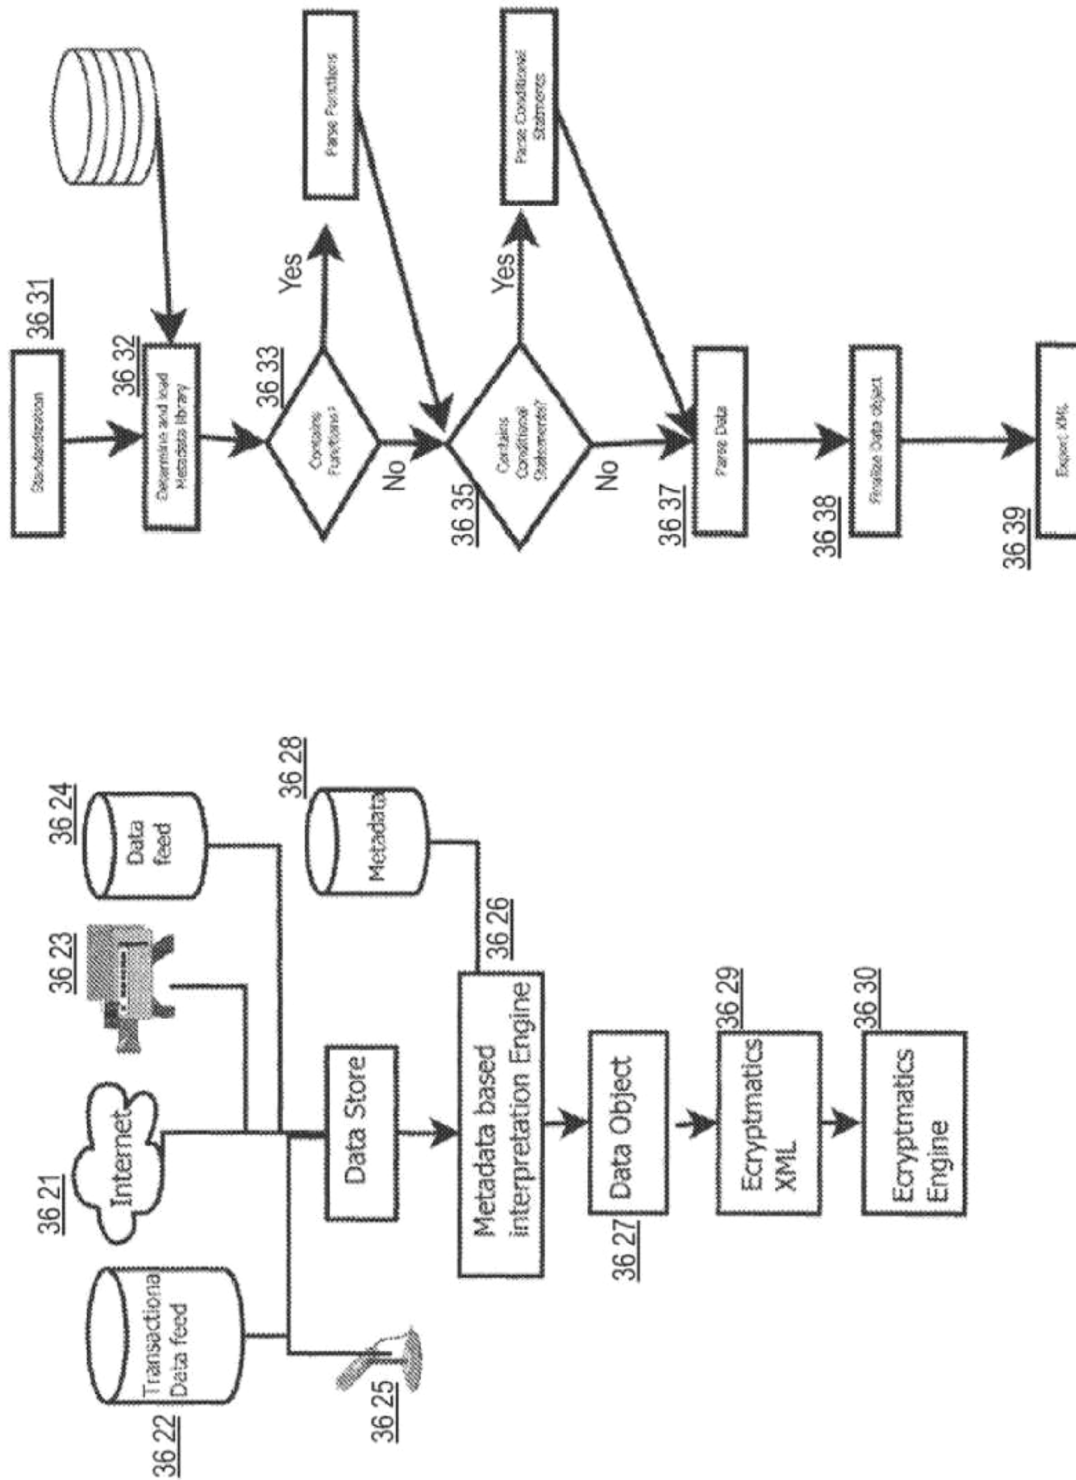 36 22
Transactiona
Data feed
36 21
Internet
36 23
36 24
Data
feed
36 25
Data Store
36 28
Metadata
Metadata based
interpretation Engine
36 26
36 27
Data Object
Ecryptmatics
XML
36 29
Ecryptmatics
Engine
36 30
Standardization
36 31
Determine and load
Metadata library
36 32
Contains
Functions?
36 33
Yes
Parse Functions
No
36 35
Contains
Conditional
Statements?
Yes
Parse Conditional
Statments
No
36 37
Parse Data
36 38
Finalize Data object
36 39
Export XML